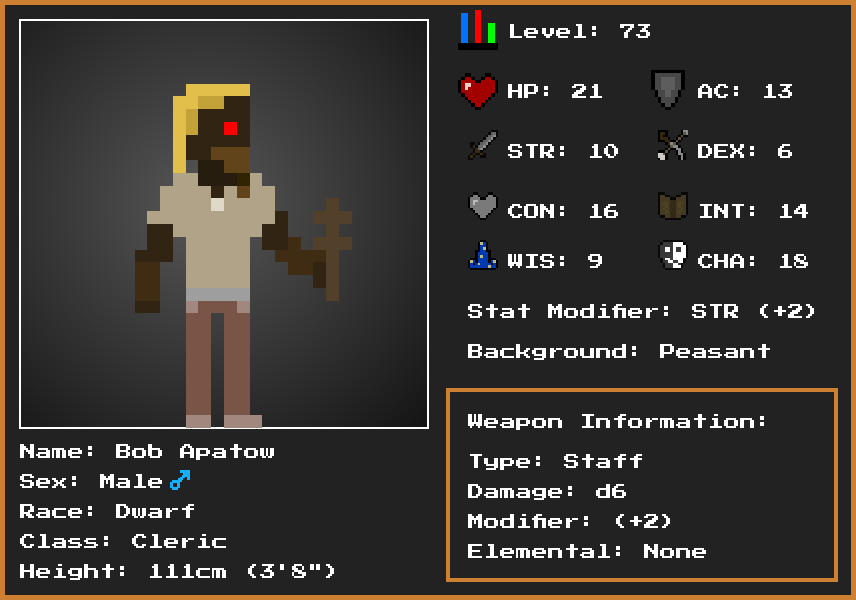 Level: 73
HP: 21
AC: 13
STR: 10
DEX: 6
CON: 16
INT: 14
WIS: 9
CHA: 18
Stat Modifier: STR (+2)
Background: Peasant
Weapon Information:
Type: Staff
Damage: d6
Modifier: (+2)
Elemental: None
Name: Bob Apatow
Sex: Male ♂
Race: Dwarf
Class: Cleric
Height: 111cm (3'8")